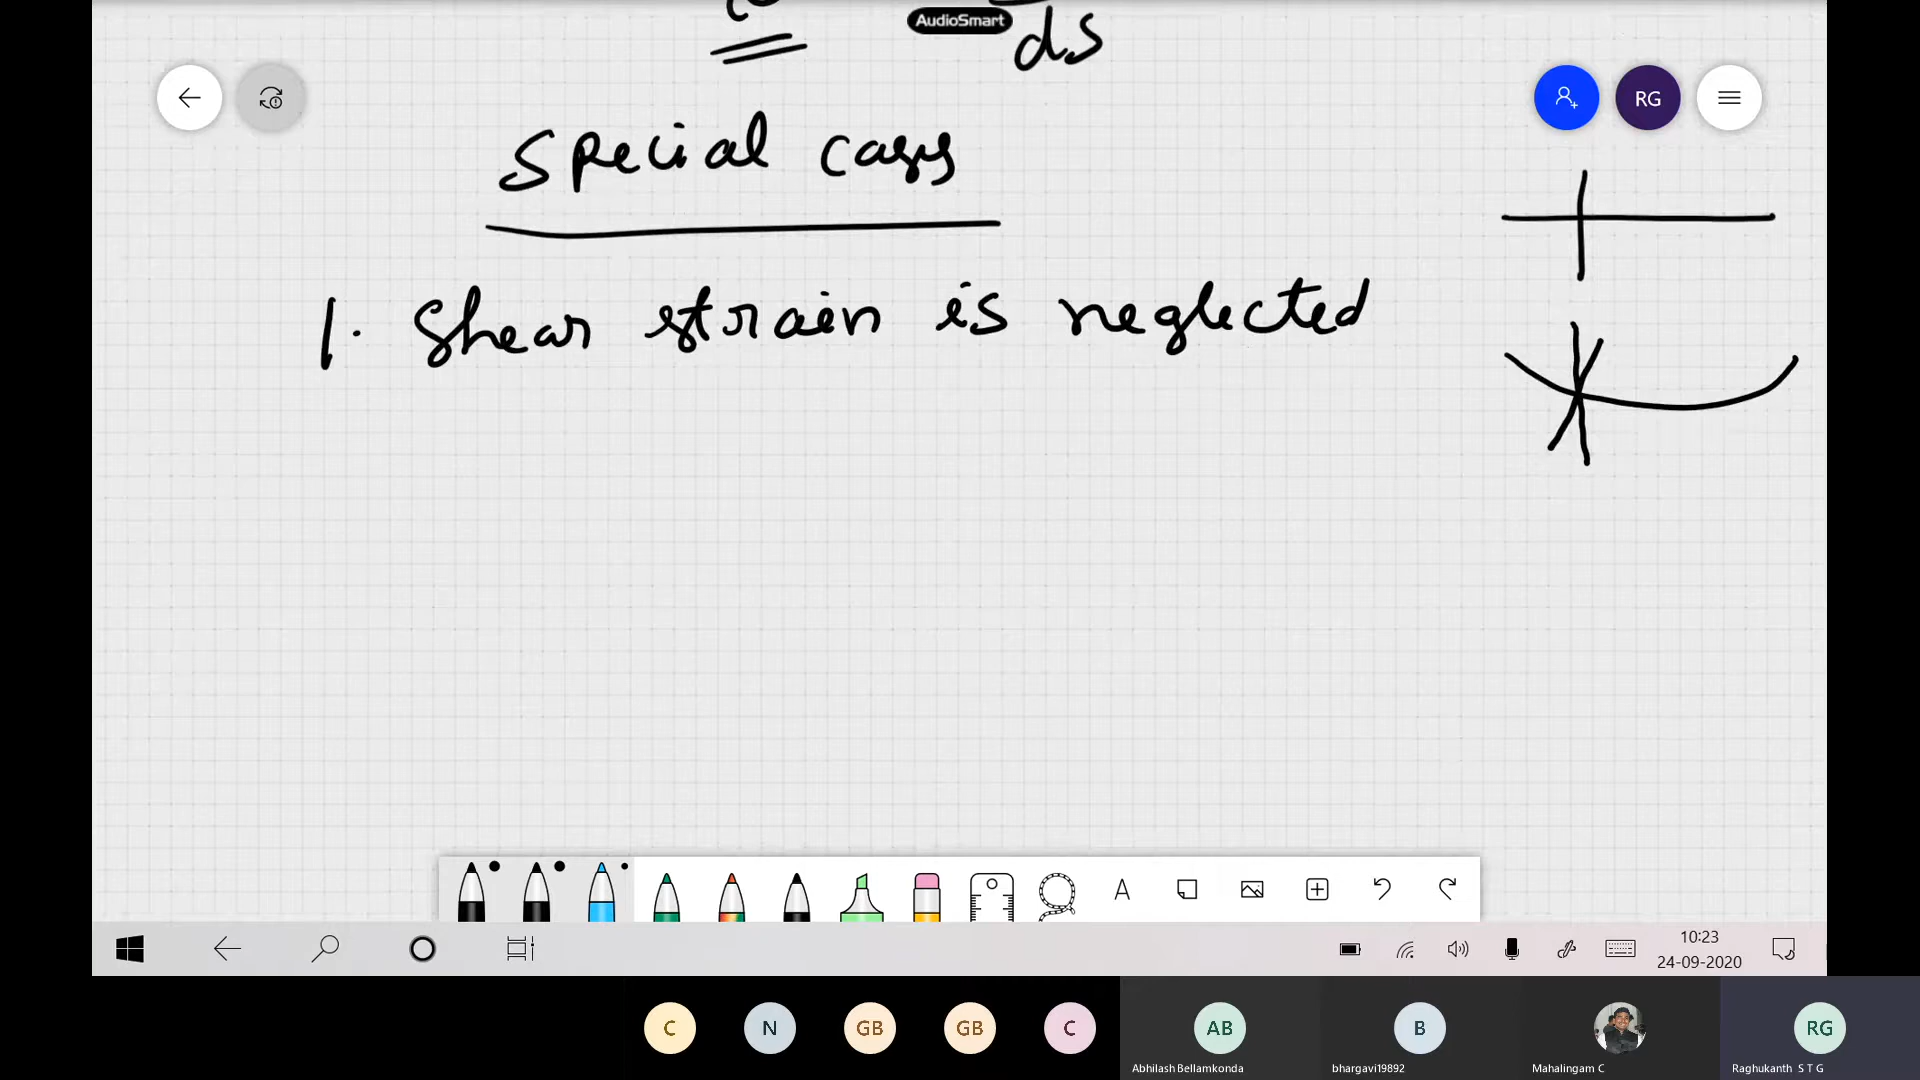 AudioSmart
ds
RG
Special cases
1. Shear strain is neglected
A
10:23
24-09-2020
C
N
GB
GB
C
AB
B
RG
Abhilash Bellamkonda
bhargavi19892
Mahalingam C
Raghukanth S T G